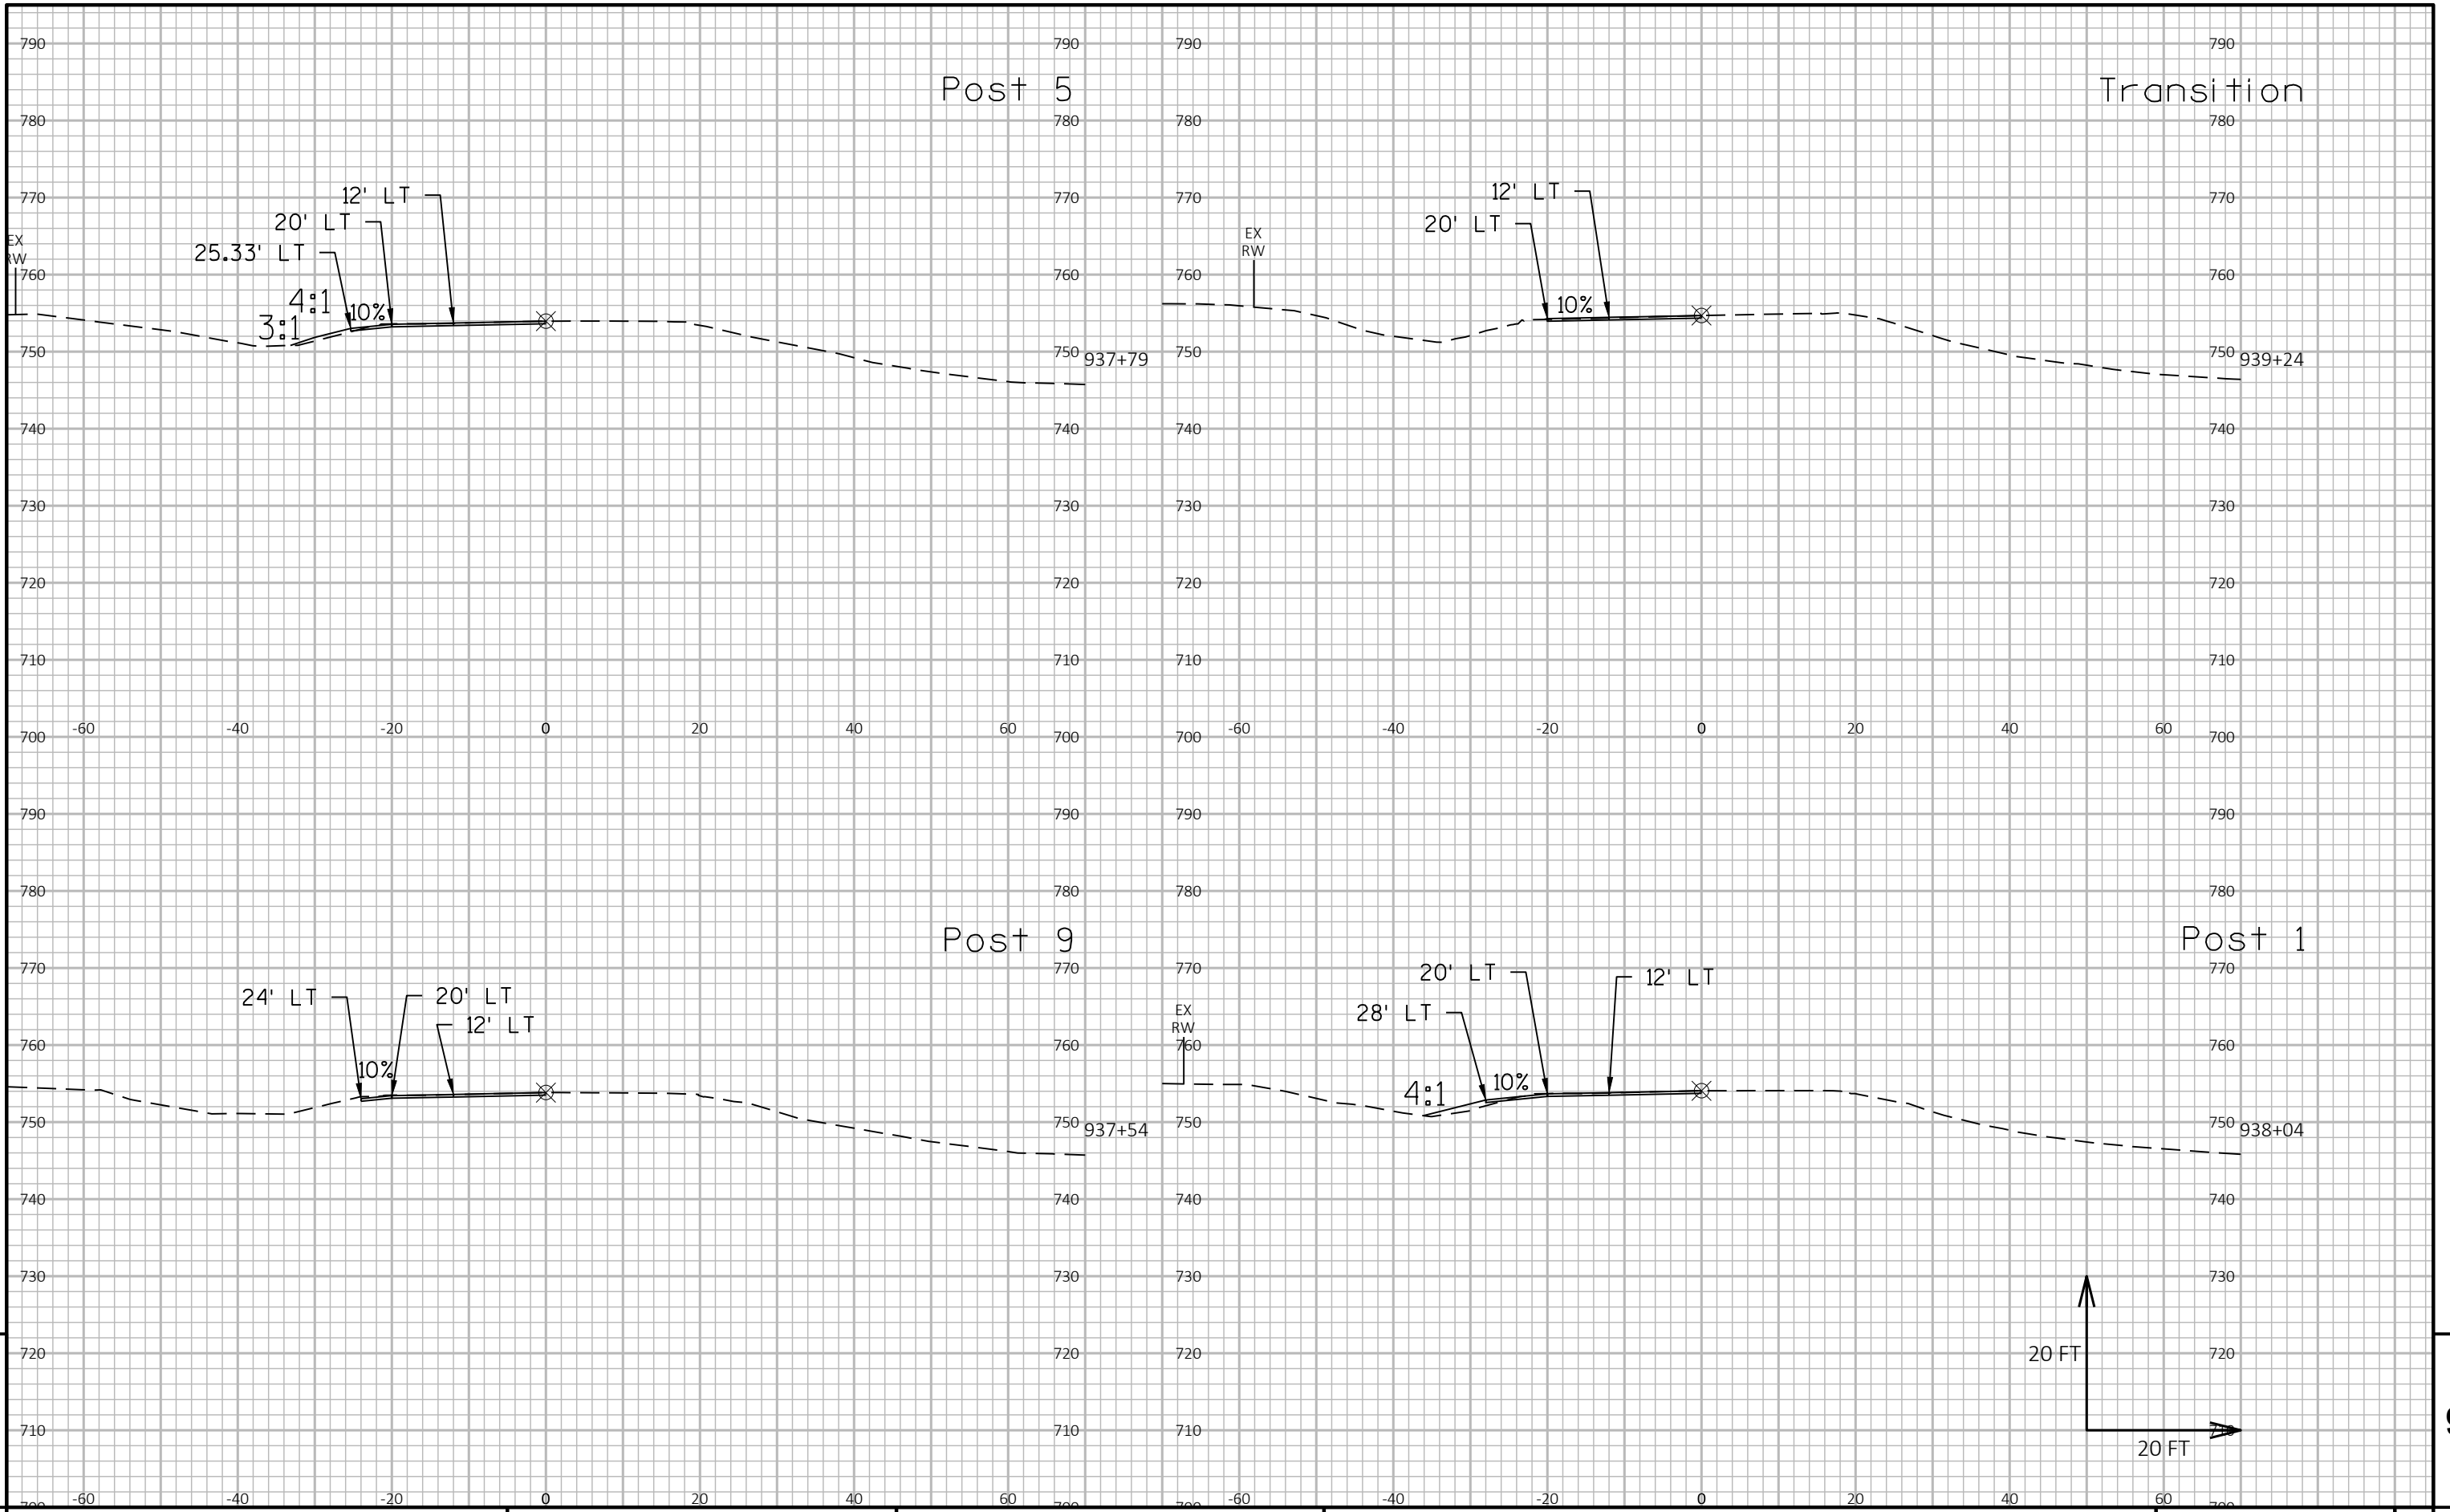 790 790 790 790
Post 5 Transition
780 780 780 780
12' LT 12' LT
770 770 770 770
20' LT 20' LT
EX EX
RW 25.33' LT RW
760 760 760 760
4:1 10% 10%
3:1
750 750 937+79 750 750 939+24
740 740 740 740
730 730 730 730
720 720 720 720
710 710 710 710
-60 -40 -20 0 20 40 60 -60 -40 -20 0 20 40 60
700 700 700 700
790 790 790 790
780 780 780 780
Post 9 Post 1
770 770 770 770
20' LT 12' LT
24' LT 20' LT
EX 28' LT
12' LT RW
760 760 760 760
10% 10%
4:1
750 750 937+54 750 750 938+04
740 740 740 740
730 730 730 730
20 FT
720 720 720 720
710 710 710 710
20 FT
-60 -40 -20 0 20 40 60 -60 -40 -20 0 20 40 60
700 700 700 700